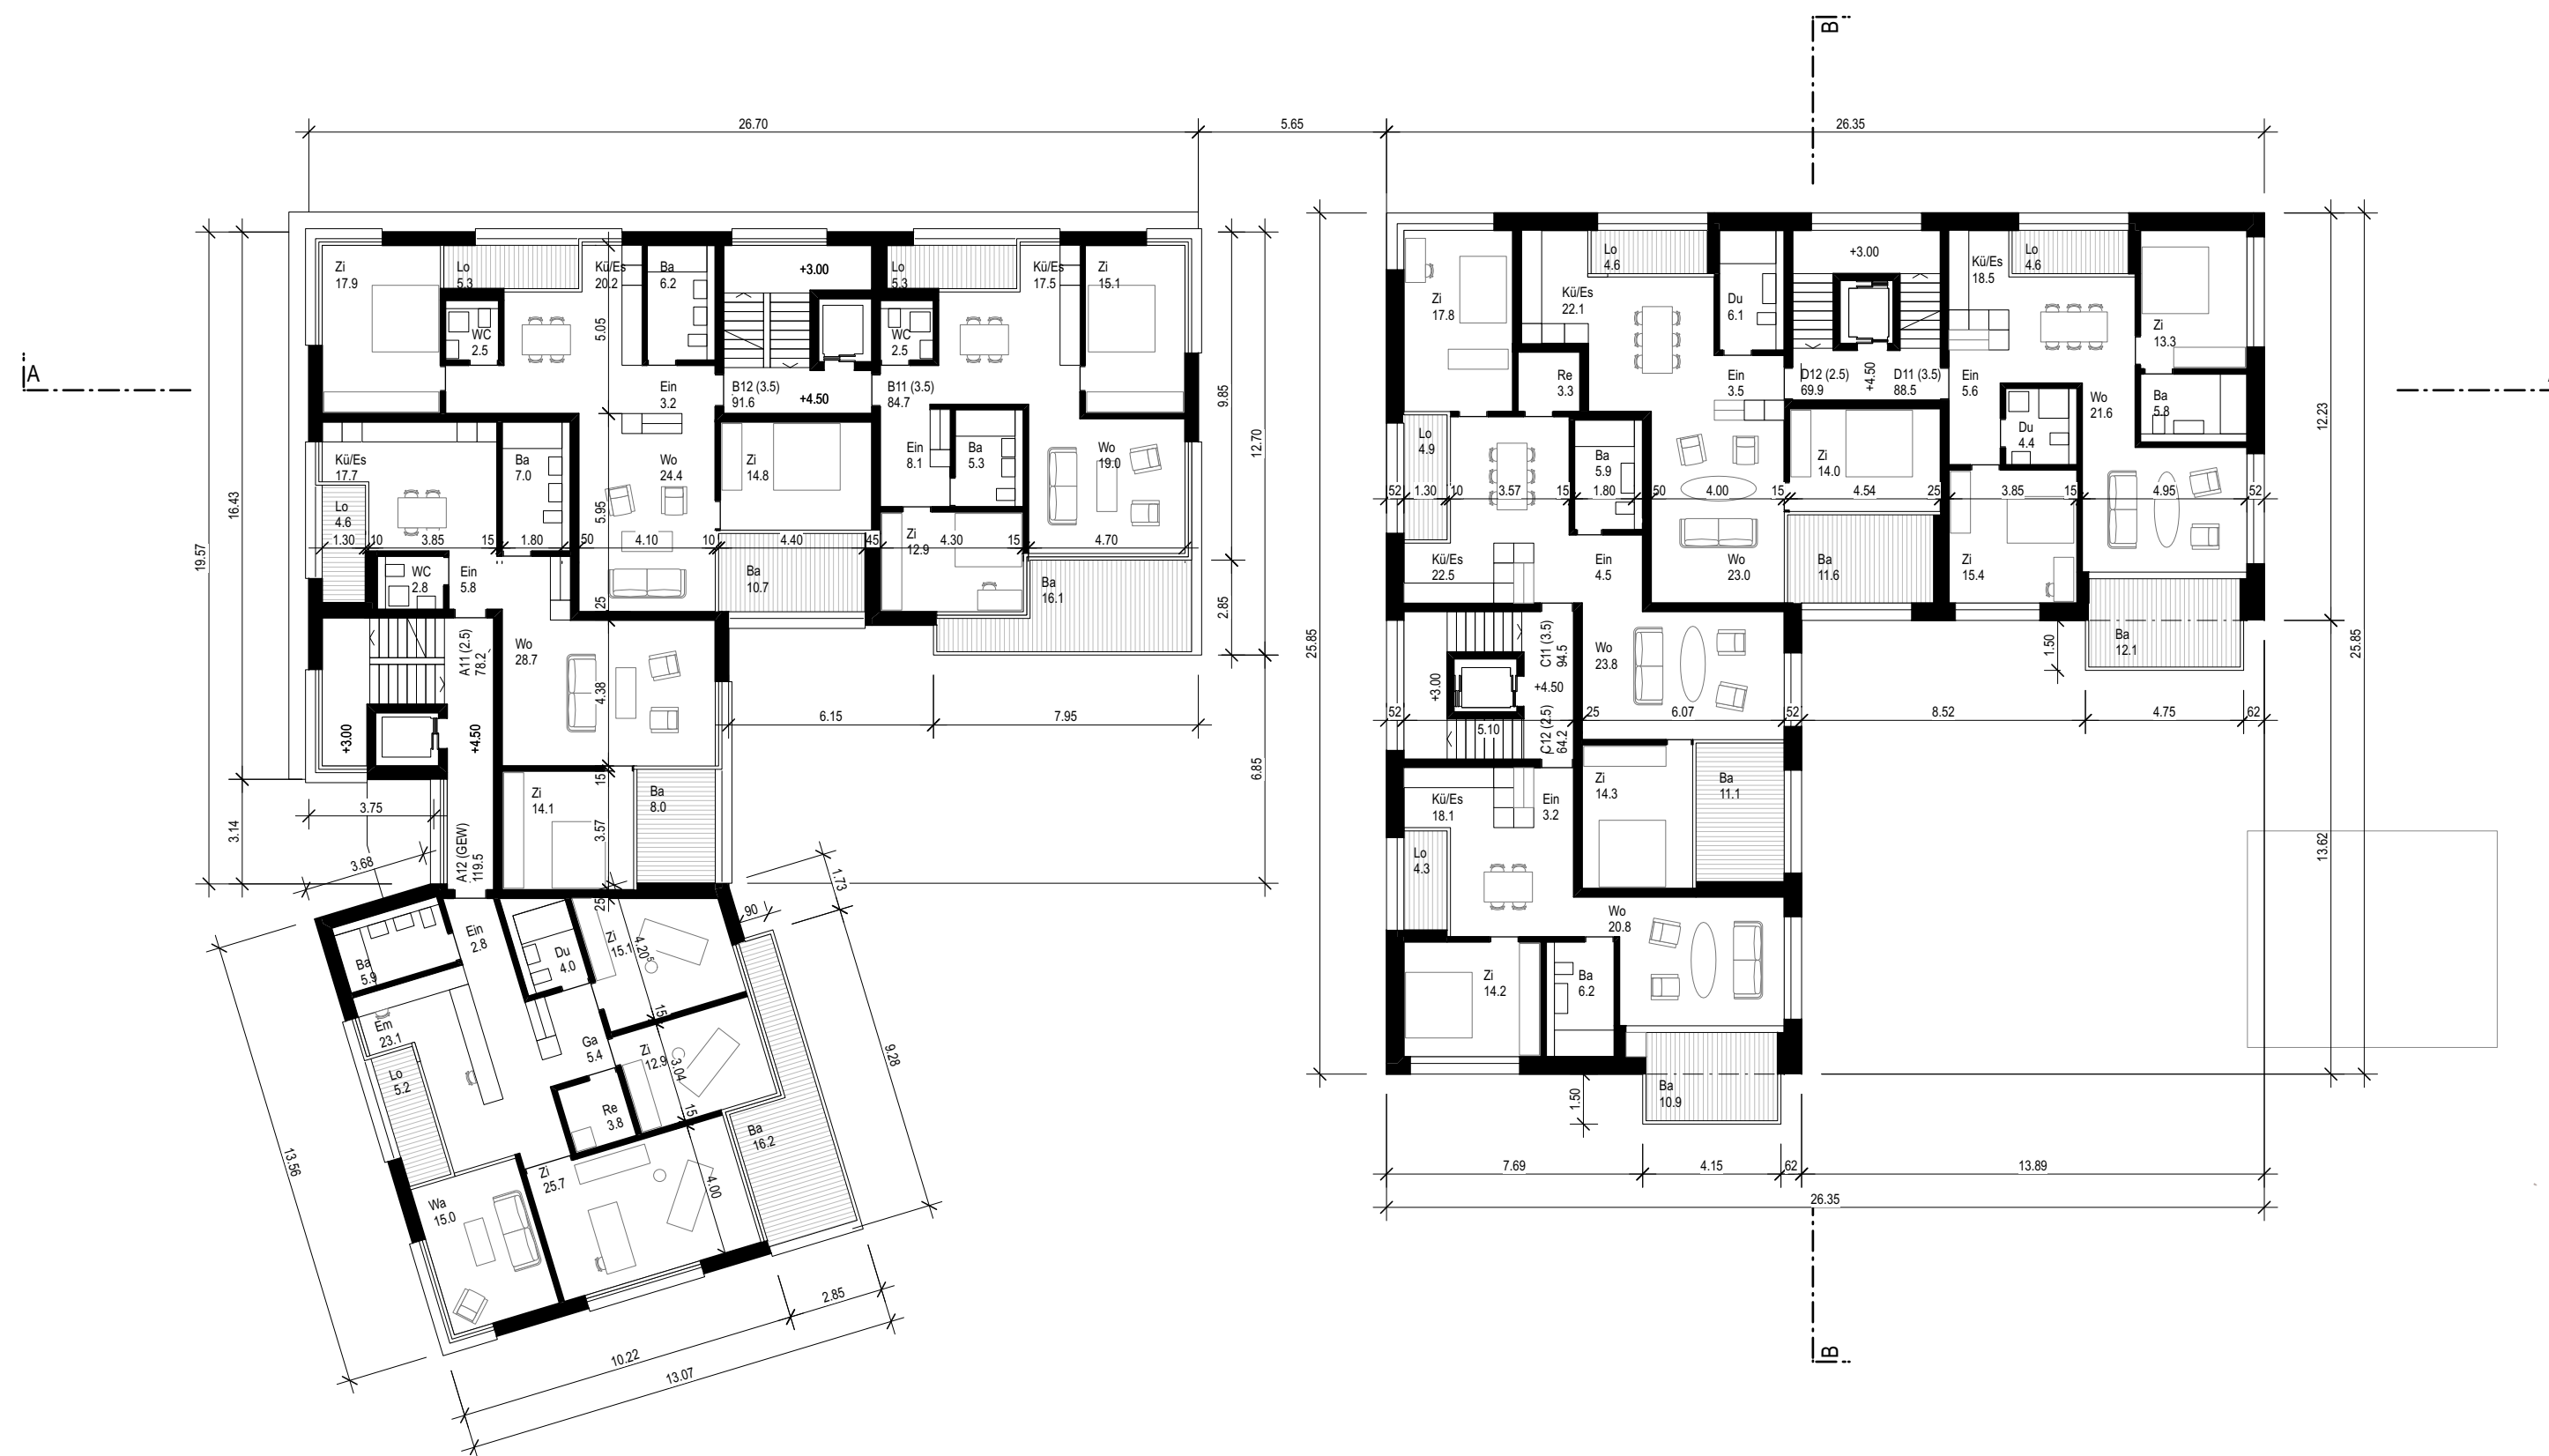 B
26.70
5.65
26.35
Zi
17.9
Lo
5.3
Kü/Es
20.2
Ba
6.2
+3.00
Lo
5.3
Kü/Es
17.5
Zi
15.1
WC
2.5
5.05
WC
2.5
A
Ein
3.2
B12 (3.5)
91.6
+4.50
B11 (3.5)
84.7
9.85
12.70
16.43
19.57
Kü/Es
17.7
Ba
7.0
Wo
24.4
Zi
14.8
Ein
8.1
Ba
5.3
Wo
19.0
Lo
4.6
5.95
1.30
10
3.85
15
1.80
50
4.10
10
4.40
45
4.30
15
4.70
Zi
12.9
WC
2.8
Ein
5.8
Ba
10.7
Ba
16.1
25
2.85
A11 (2.5)
78.2
Wo
28.7
4.38
6.15
7.95
+3.00
+4.50
6.85
15
3.75
3.14
Zi
14.1
3.57
Ba
8.0
A12 (GEW)
119.5
3.68
1.73
25
90
Ein
2.8
Ba
5.9
Du
4.0
Zi
15.1
4.20⁵
15
Em
23.1
Ga
5.4
Zi
12.9
3.04
9.28
Lo
5.2
Re
3.8
15
Ba
16.2
13.56
Zi
25.7
4.00
Wa
15.0
2.85
10.22
13.07
Lo
4.6
+3.00
Lo
4.6
Kü/Es
18.5
Zi
17.8
Kü/Es
22.1
Du
6.1
Zi
13.3
Re
3.3
Ein
3.5
D12 (2.5)
69.9
+4.50
D11 (3.5)
88.5
Ein
5.6
Wo
21.6
Ba
5.8
12.23
Lo
4.9
Ba
5.9
Zi
14.0
Du
4.4
52
1.30
10
3.57
15
1.80
50
4.00
15
4.54
25
3.85
15
4.95
52
Kü/Es
22.5
Ein
4.5
Wo
23.0
Ba
11.6
Zi
15.4
25.85
C11 (3.5)
94.5
Wo
23.8
1.50
Ba
12.1
25.85
+3.00
+4.50
52
5.10
C12 (2.5)
64.2
25
6.07
52
8.52
4.75
62
Kü/Es
18.1
Ein
3.2
Zi
14.3
Ba
11.1
Lo
4.3
13.62
Wo
20.8
Zi
14.2
Ba
6.2
1.50
Ba
10.9
7.69
4.15
62
13.89
26.35
B